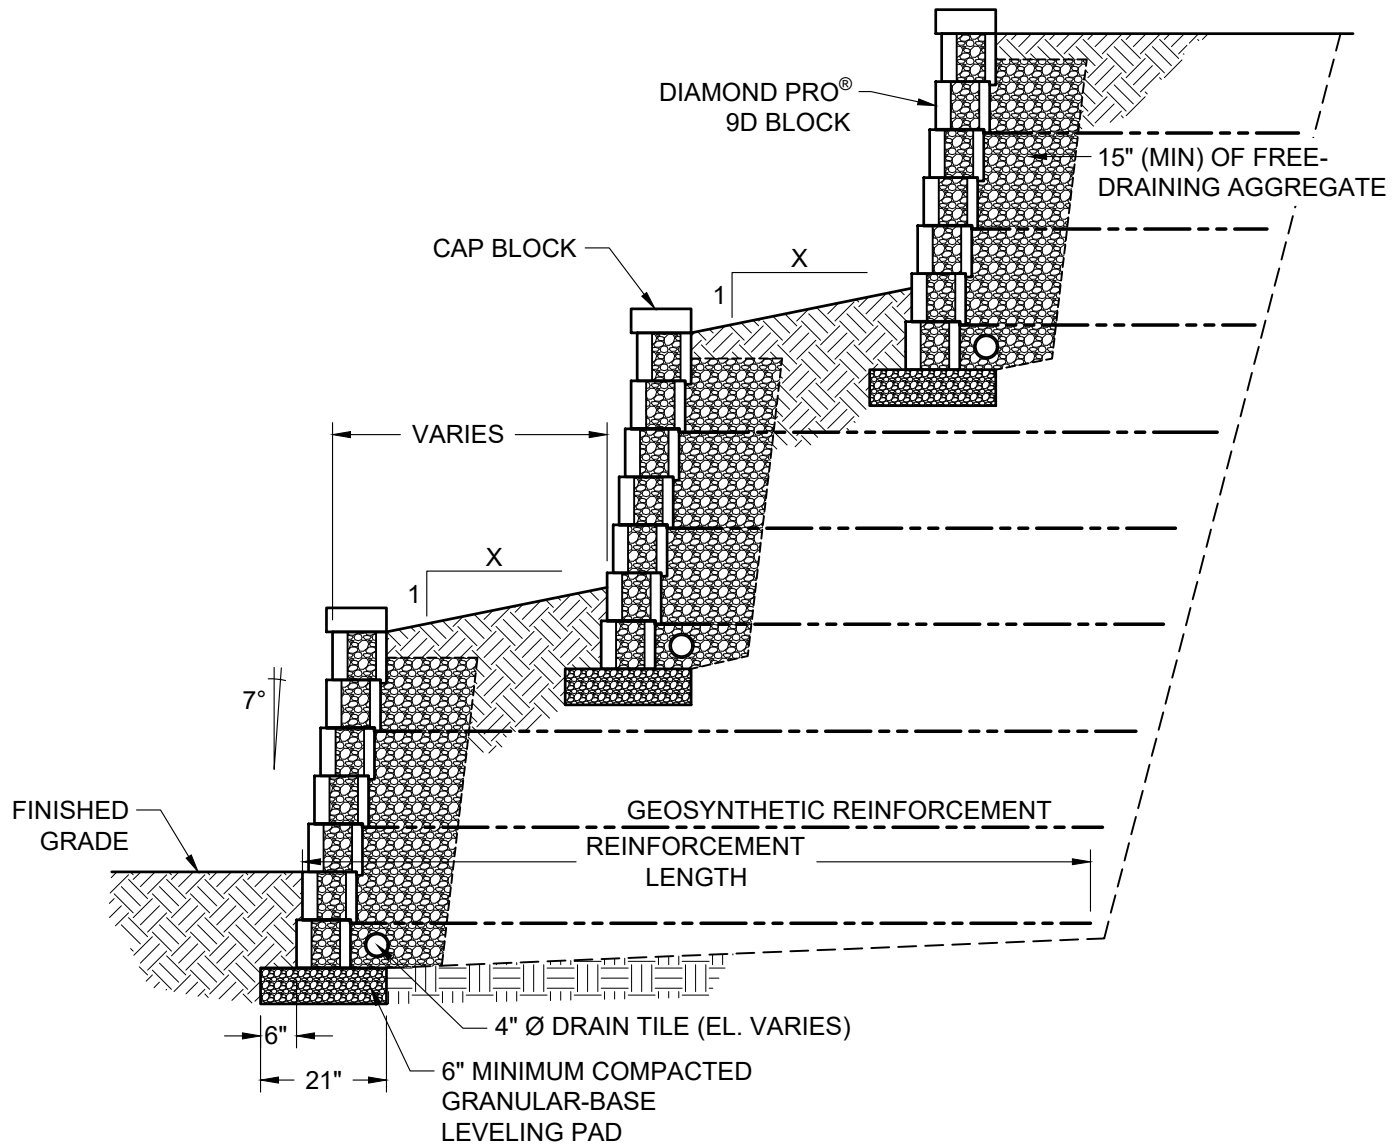 DIAMOND PRO®
9D BLOCK
15" (MIN) OF FREE-
DRAINING AGGREGATE
CAP BLOCK
X
1
VARIES
X
1
7°
FINISHED
GRADE
GEOSYNTHETIC REINFORCEMENT
REINFORCEMENT
LENGTH
4" Ø DRAIN TILE (EL. VARIES)
6"
21"
6" MINIMUM COMPACTED
GRANULAR-BASE
LEVELING PAD